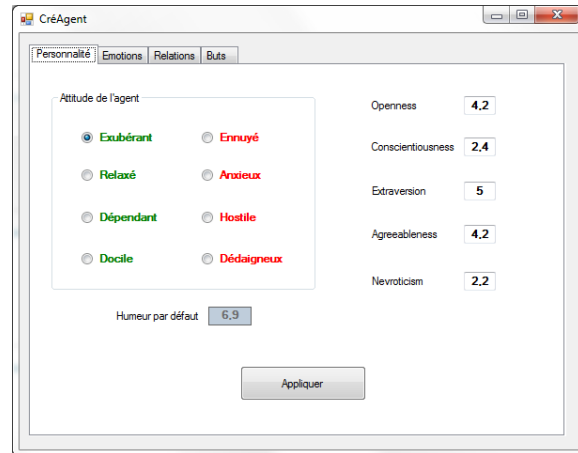 CréAgent
Personnalité Emotions Relations Buts
Attitude de l'agent
Exubérant Ennuyé
Relaxé Anxieux
Dépendant Hostile
Docile Dédaigneux
Humeur par défaut 6,9
Openness 4,2
Conscientiousness 2,4
Extraversion 5
Agreeableness 4,2
Nevroticism 2,2
Appliquer